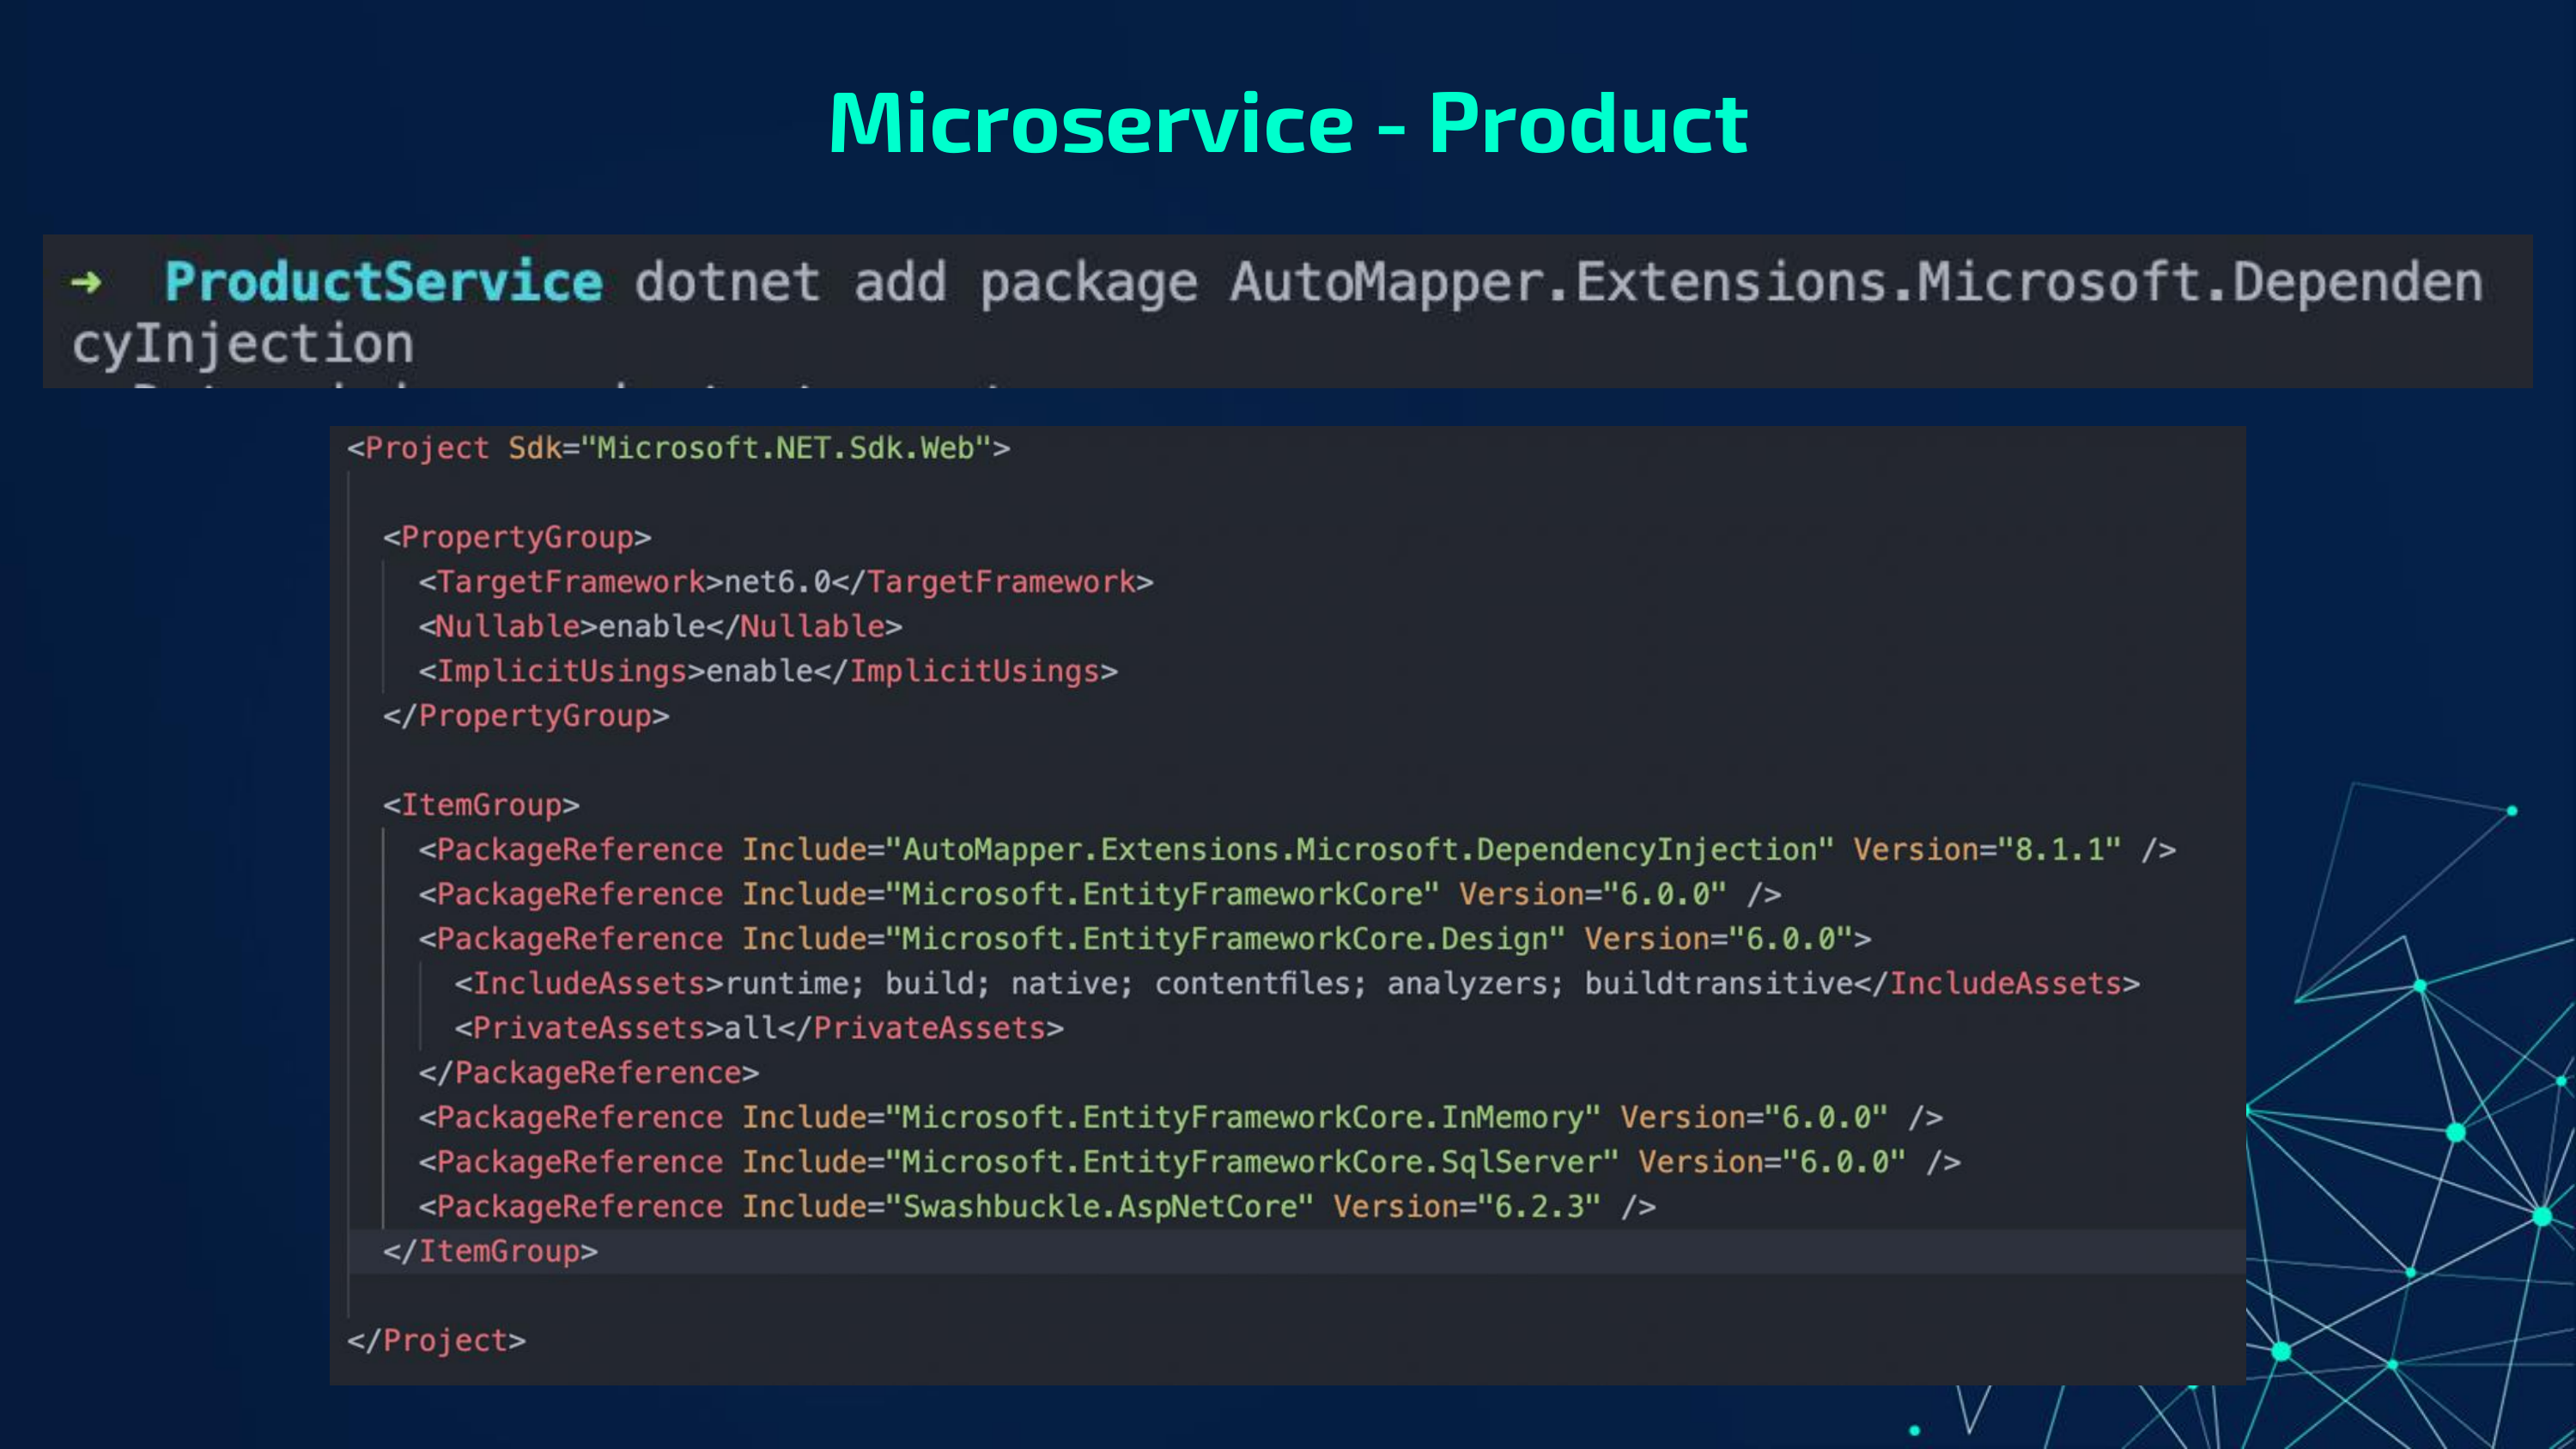 Microservice - Product
➜  ProductService dotnet add package AutoMapper.Extensions.Microsoft.Dependen
cyInjection
<Project Sdk="Microsoft.NET.Sdk.Web">
  <PropertyGroup>
    <TargetFramework>net6.0</TargetFramework>
    <Nullable>enable</Nullable>
    <ImplicitUsings>enable</ImplicitUsings>
  </PropertyGroup>
  <ItemGroup>
    <PackageReference Include="AutoMapper.Extensions.Microsoft.DependencyInjection" Version="8.1.1" />
    <PackageReference Include="Microsoft.EntityFrameworkCore" Version="6.0.0" />
    <PackageReference Include="Microsoft.EntityFrameworkCore.Design" Version="6.0.0">
      <IncludeAssets>runtime; build; native; contentfiles; analyzers; buildtransitive</IncludeAssets>
      <PrivateAssets>all</PrivateAssets>
    </PackageReference>
    <PackageReference Include="Microsoft.EntityFrameworkCore.InMemory" Version="6.0.0" />
    <PackageReference Include="Microsoft.EntityFrameworkCore.SqlServer" Version="6.0.0" />
    <PackageReference Include="Swashbuckle.AspNetCore" Version="6.2.3" />
  </ItemGroup>
</Project>